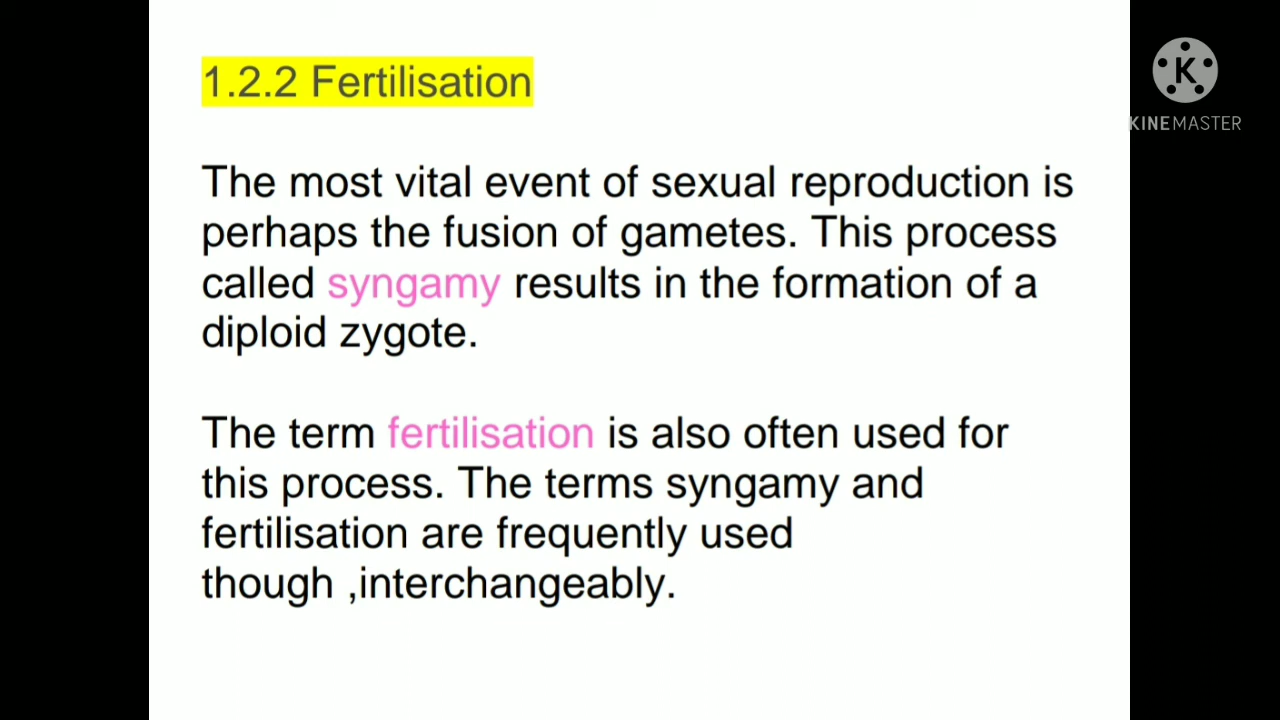 1.2.2 Fertilisation
The most vital event of sexual reproduction is
perhaps the fusion of gametes. This process
called syngamy results in the formation of a
diploid zygote.
The term fertilisation is also often used for
this process. The terms syngamy and
fertilisation are frequently used
though ,interchangeably.
K
KINEMASTER